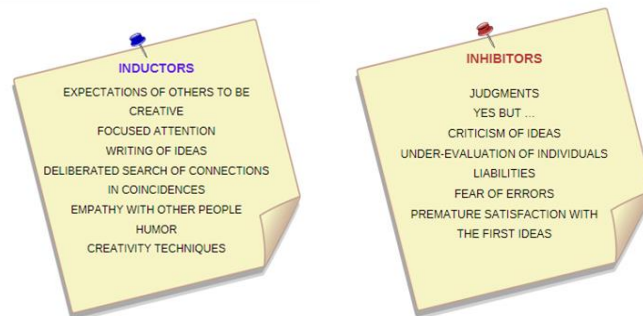 INDUCTORS
EXPECTATIONS OF OTHERS TO BE
CREATIVE
FOCUSED ATTENTION
WRITING OF IDEAS
DELIBERATED SEARCH OF CONNECTIONS
IN COINCIDENCES
EMPATHY WITH OTHER PEOPLE
HUMOR
CREATIVITY TECHNIQUES
INHIBITORS
JUDGMENTS
YES BUT ...
CRITICISM OF IDEAS
UNDER-EVALUATION OF INDIVIDUALS
LIABILITIES
FEAR OF ERRORS
PREMATURE SATISFACTION WITH
THE FIRST IDEAS